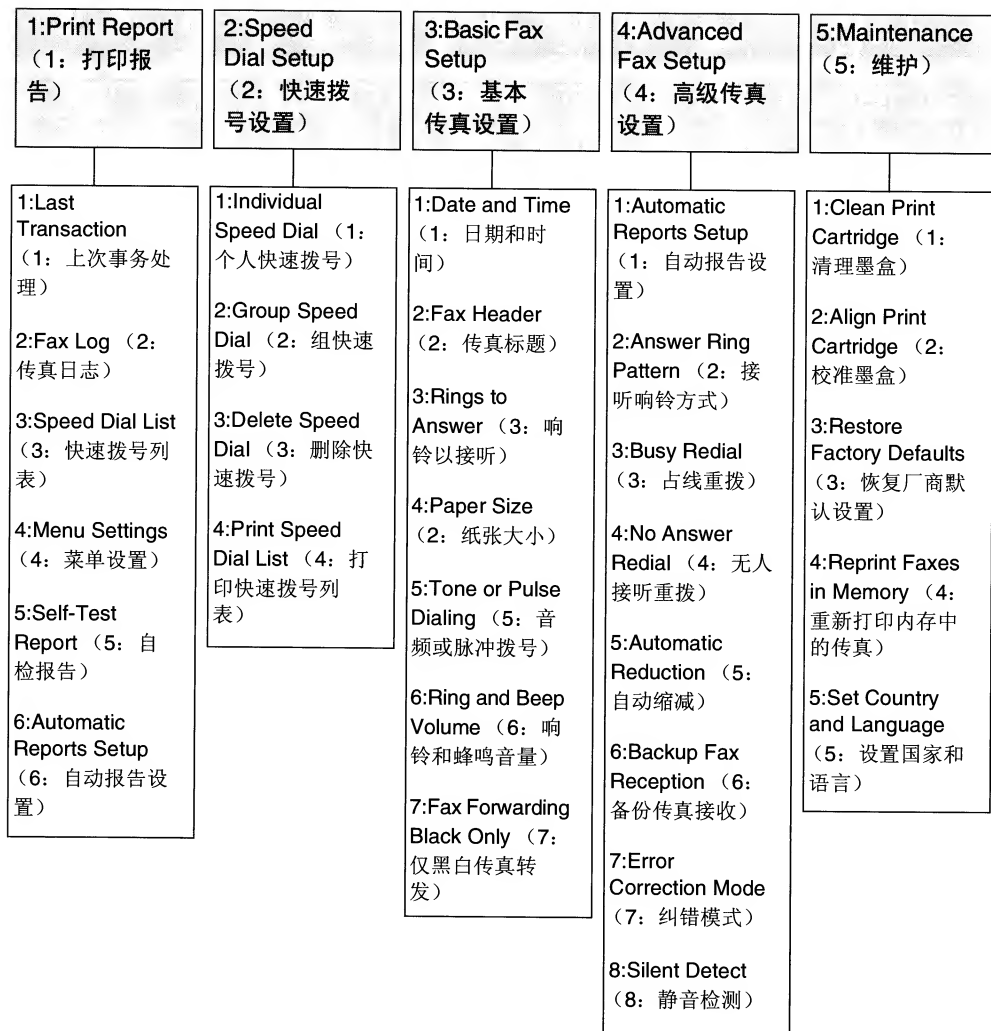 1:Print Report
（1：打印报
告）
2:Speed
Dial Setup
（2：快速拨
号设置）
3:Basic Fax
Setup
（3：基本
传真设置）
4:Advanced
Fax Setup
（4：高级传真
设置）
5:Maintenance
（5：维护）
1:Last
Transaction
（1：上次事务处
理）
2:Fax Log （2：
传真日志）
3:Speed Dial List
（3：快速拨号列
表）
4:Menu Settings
（4：菜单设置）
5:Self-Test
Report （5：自
检报告）
6:Automatic
Reports Setup
（6：自动报告设
置）
1:Individual
Speed Dial （1：
个人快速拨号）
2:Group Speed
Dial （2：组快速
拨号）
3:Delete Speed
Dial （3：删除快
速拨号）
4:Print Speed
Dial List （4：打
印快速拨号列
表）
1:Date and Time
（1：日期和时
间）
2:Fax Header
（2：传真标题）
3:Rings to
Answer （3：响
铃以接听）
4:Paper Size
（2：纸张大小）
5:Tone or Pulse
Dialing （5：音
频或脉冲拨号）
6:Ring and Beep
Volume （6：响
铃和蜂鸣音量）
7:Fax Forwarding
Black Only （7：
仅黑白传真转
发）
1:Automatic
Reports Setup
（1：自动报告设
置）
2:Answer Ring
Pattern （2：接
听响铃方式）
3:Busy Redial
（3：占线重拨）
4:No Answer
Redial （4：无人
接听重拨）
5:Automatic
Reduction （5：
自动缩减）
6:Backup Fax
Reception （6：
备份传真接收）
7:Error
Correction Mode
（7：纠错模式）
8:Silent Detect
（8：静音检测）
1:Clean Print
Cartridge （1：
清理墨盒）
2:Align Print
Cartridge （2：
校准墨盒）
3:Restore
Factory Defaults
（3：恢复厂商默
认设置）
4:Reprint Faxes
in Memory （4：
重新打印内存中
的传真）
5:Set Country
and Language
（5：设置国家和
语言）